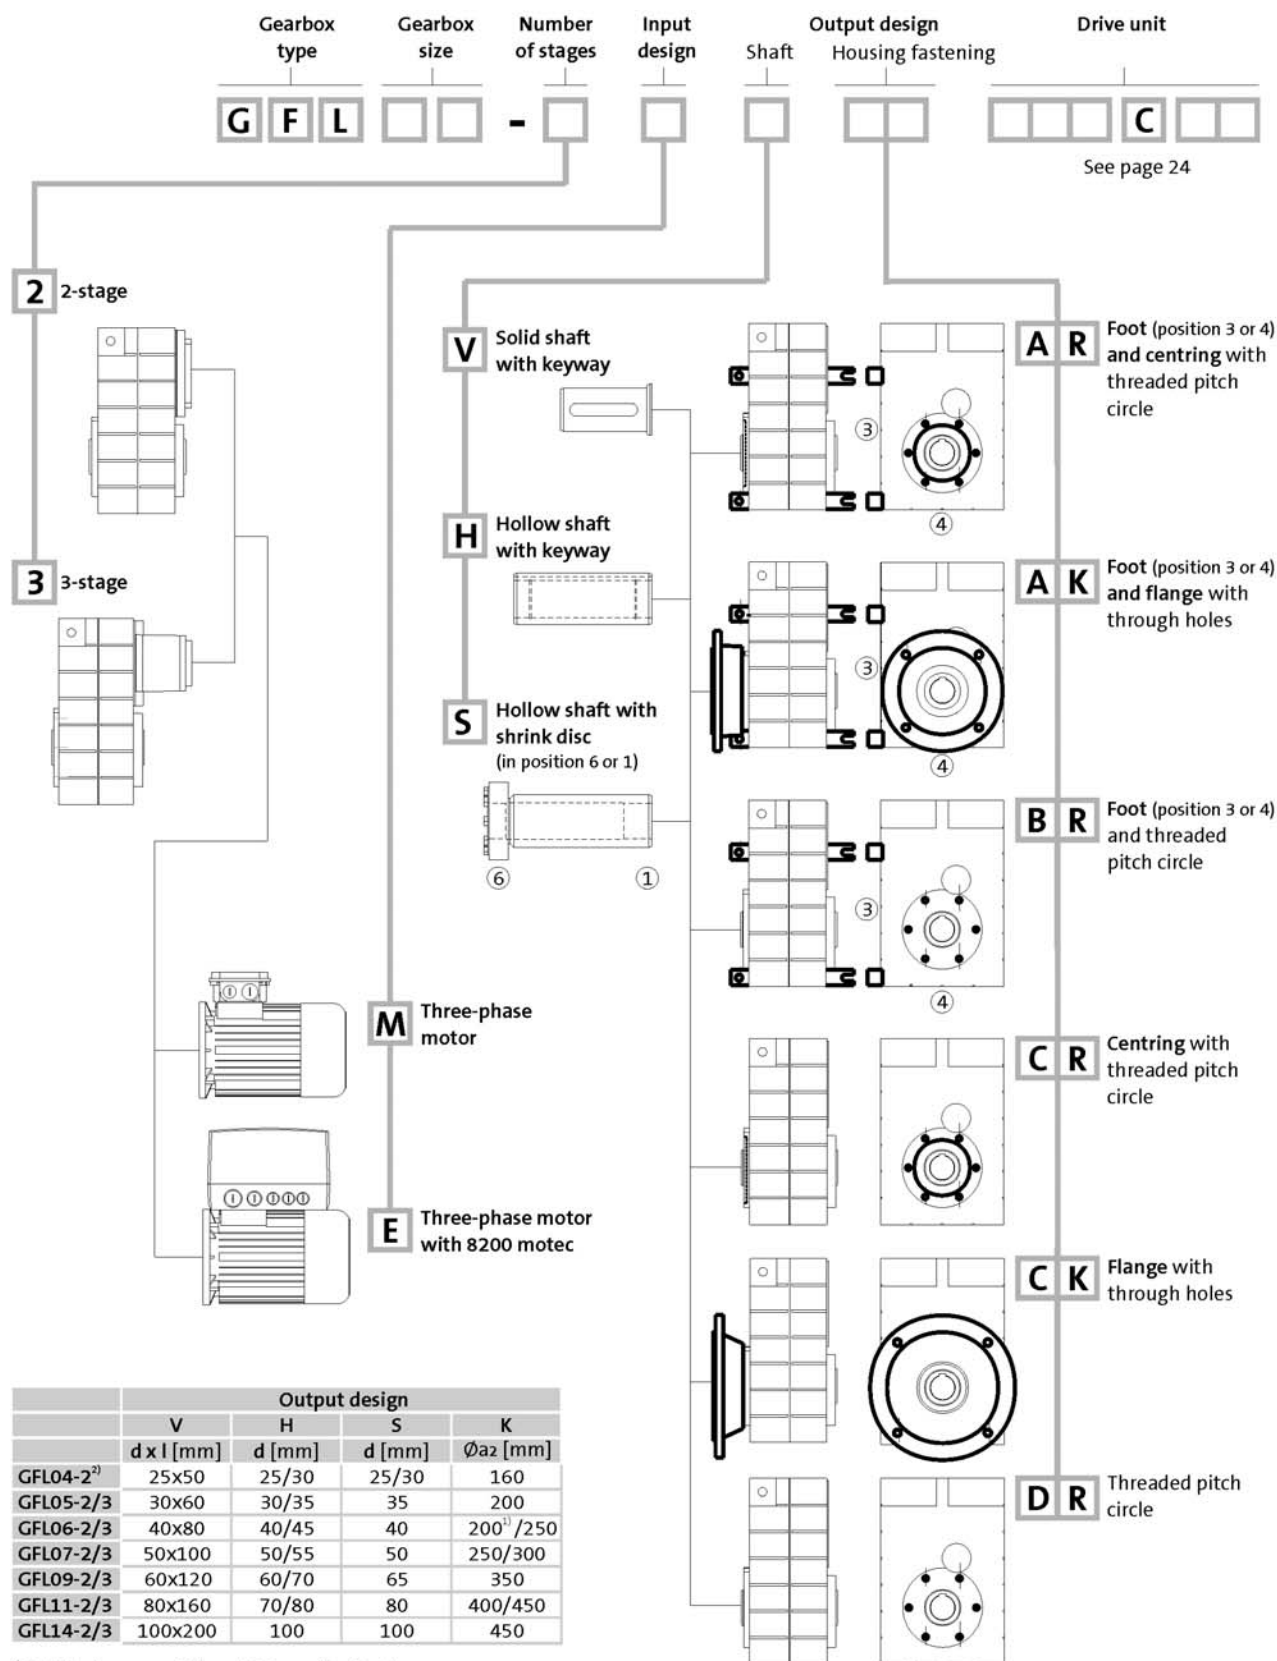 Gearbox type
Gearbox size
Number of stages
Input design
Output design
Shaft
Housing fastening
Drive unit
G F L - C
See page 24
2 2-stage
3 3-stage
V Solid shaft with keyway
H Hollow shaft with keyway
S Hollow shaft with shrink disc
(in position 6 or 1)
⑥ ①
M Three-phase motor
E Three-phase motor with 8200 motec
A R Foot (position 3 or 4)
and centring with
threaded pitch
circle
③
④
A K Foot (position 3 or 4)
and flange with
through holes
③
④
B R Foot (position 3 or 4)
and threaded
pitch circle
③
④
C R Centring with
threaded pitch
circle
C K Flange with
through holes
D R Threaded pitch
circle
Output design
V H S K
d x l [mm] d [mm] d [mm] Øa2 [mm]
GFL04-2²⁾ 25x50 25/30 25/30 160
GFL05-2/3 30x60 30/35 35 200
GFL06-2/3 40x80 40/45 40 200¹⁾/250
GFL07-2/3 50x100 50/55 50 250/300
GFL09-2/3 60x120 60/70 65 350
GFL11-2/3 80x160 70/80 80 400/450
GFL14-2/3 100x200 100 100 450